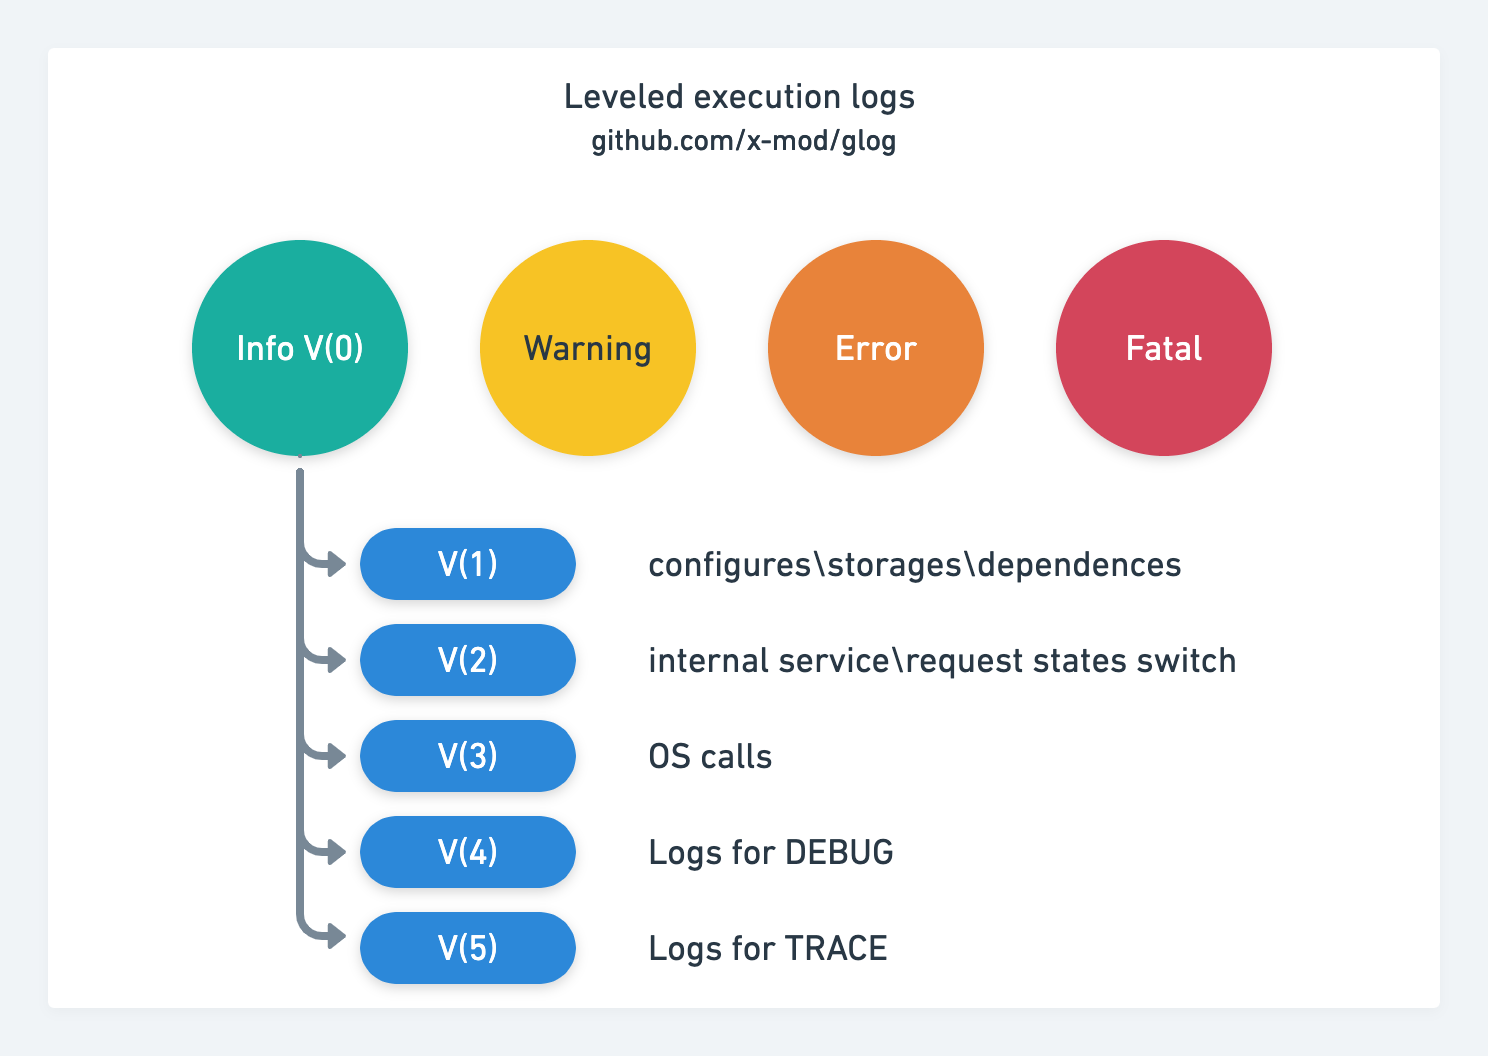 Leveled execution logs
github.com/x-mod/glog
Info V(0)
Warning
Error
Fatal
V(1)
configures\storages\dependences
V(2)
internal service\request states switch
V(3)
OS calls
V(4)
Logs for DEBUG
V(5)
Logs for TRACE